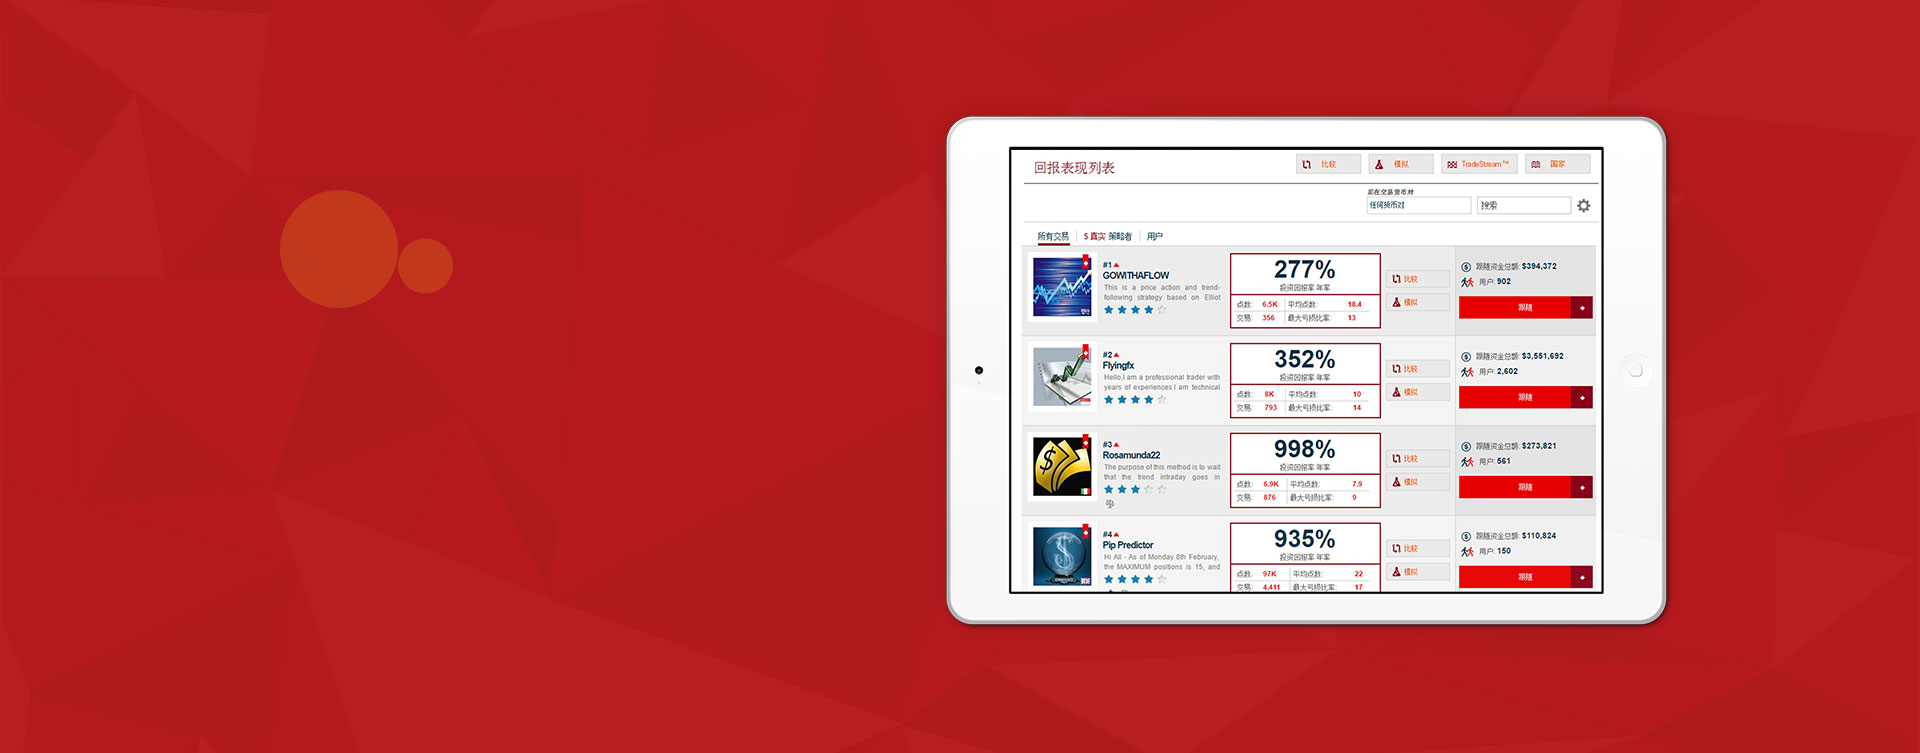 回报表现列表
比较
模拟
TradeStream™
国家
正在交易货币对
任何货币对
搜索
所有交易
$ 真实 策略者
用户
#1
GOWITHAFLOW
This is a price action and trend-
following strategy based on Elliot
277%
投资回报率 年率
点数: 6.5K 平均点数: 18.4
交易: 356 最大亏损比率: 13
比较
模拟
跟随资金总额: $394,372
用户: 902
跟随
#2
Flyingfx
Hello,I am a professional trader with
years of experiences.I am technical
352%
投资回报率 年率
点数: 8K 平均点数: 10
交易: 793 最大亏损比率: 14
比较
模拟
跟随资金总额: $3,551,692
用户: 2,602
跟随
#3
Rosamunda22
The purpose of this method is to wait
that the trend intraday goes in
998%
投资回报率 年率
点数: 6.9K 平均点数: 7.9
交易: 876 最大亏损比率: 9
比较
模拟
跟随资金总额: $273,821
用户: 561
跟随
#4
Pip Predictor
Hi All - As of Monday 8th February,
the MAXIMUM positions is 15, and
935%
投资回报率 年率
点数: 97K 平均点数: 22
交易: 4,411 最大亏损比率: 17
比较
模拟
跟随资金总额: $110,824
用户: 150
跟随